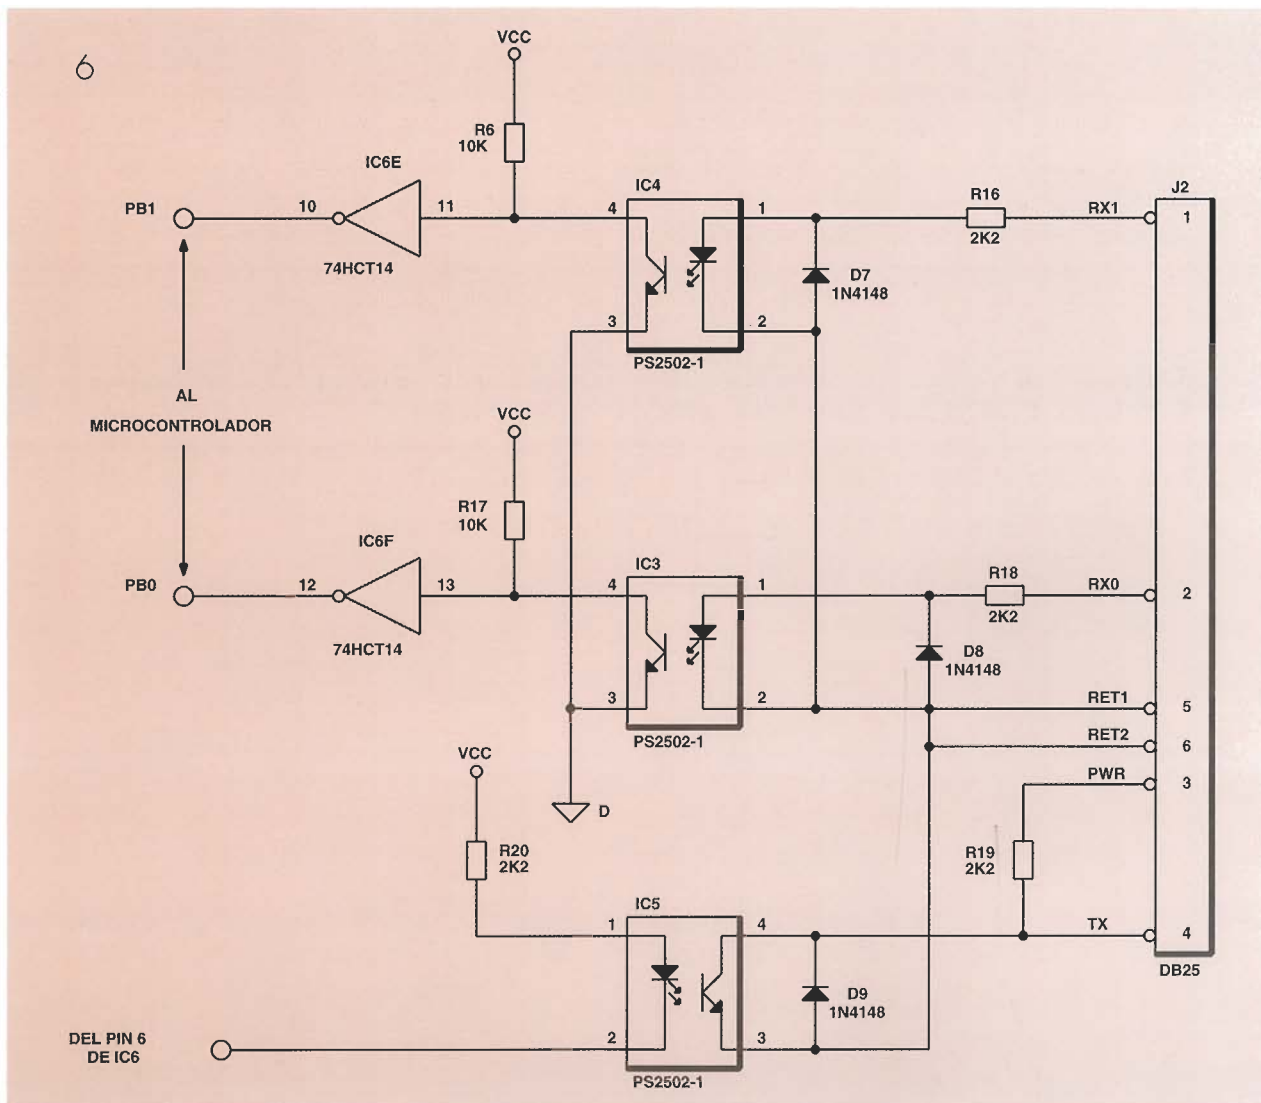 6
VCC
R6
10K
IC6E
PB1
10
11
74HCT14
IC4
4
1
3
2
PS2502-1
D7
1N4148
R16
2K2
RX1
J2
1
AL
MICROCONTROLADOR
VCC
R17
10K
IC6F
PB0
12
13
74HCT14
IC3
4
1
3
2
PS2502-1
D8
1N4148
R18
2K2
RX0
2
RET1
5
RET2
6
PWR
3
D
VCC
R20
2K2
R19
2K2
IC5
1
4
2
3
PS2502-1
D9
1N4148
TX
4
DB25
DEL PIN 6
DE IC6